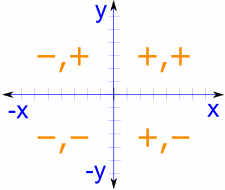 y
−,+ +,+
-x x
−,− +,−
-y